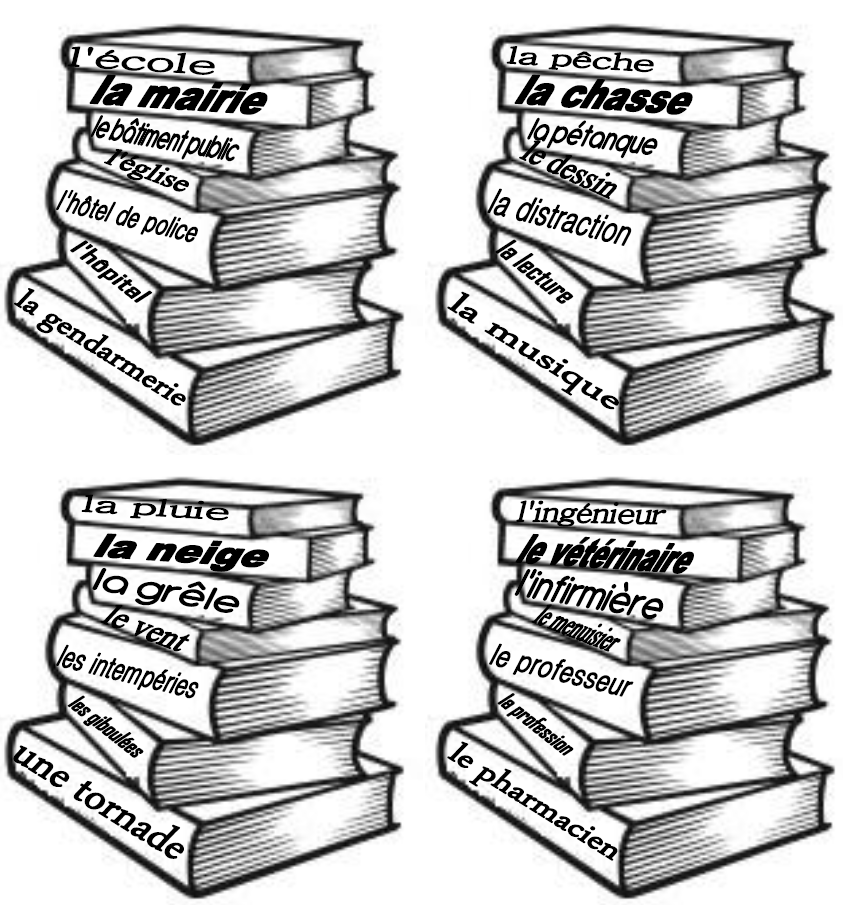 l'école
la mairie
le bâtiment public
l'église
l'hôtel de police
l'hôpital
la gendarmerie
la pêche
la chasse
la pétanque
le dessin
la distraction
la lecture
la musique
la pluie
la neige
la grêle
le vent
les intempéries
les giboulées
une tornade
l'ingénieur
le vétérinaire
l'infirmière
le menuisier
le professeur
la profession
le pharmacien